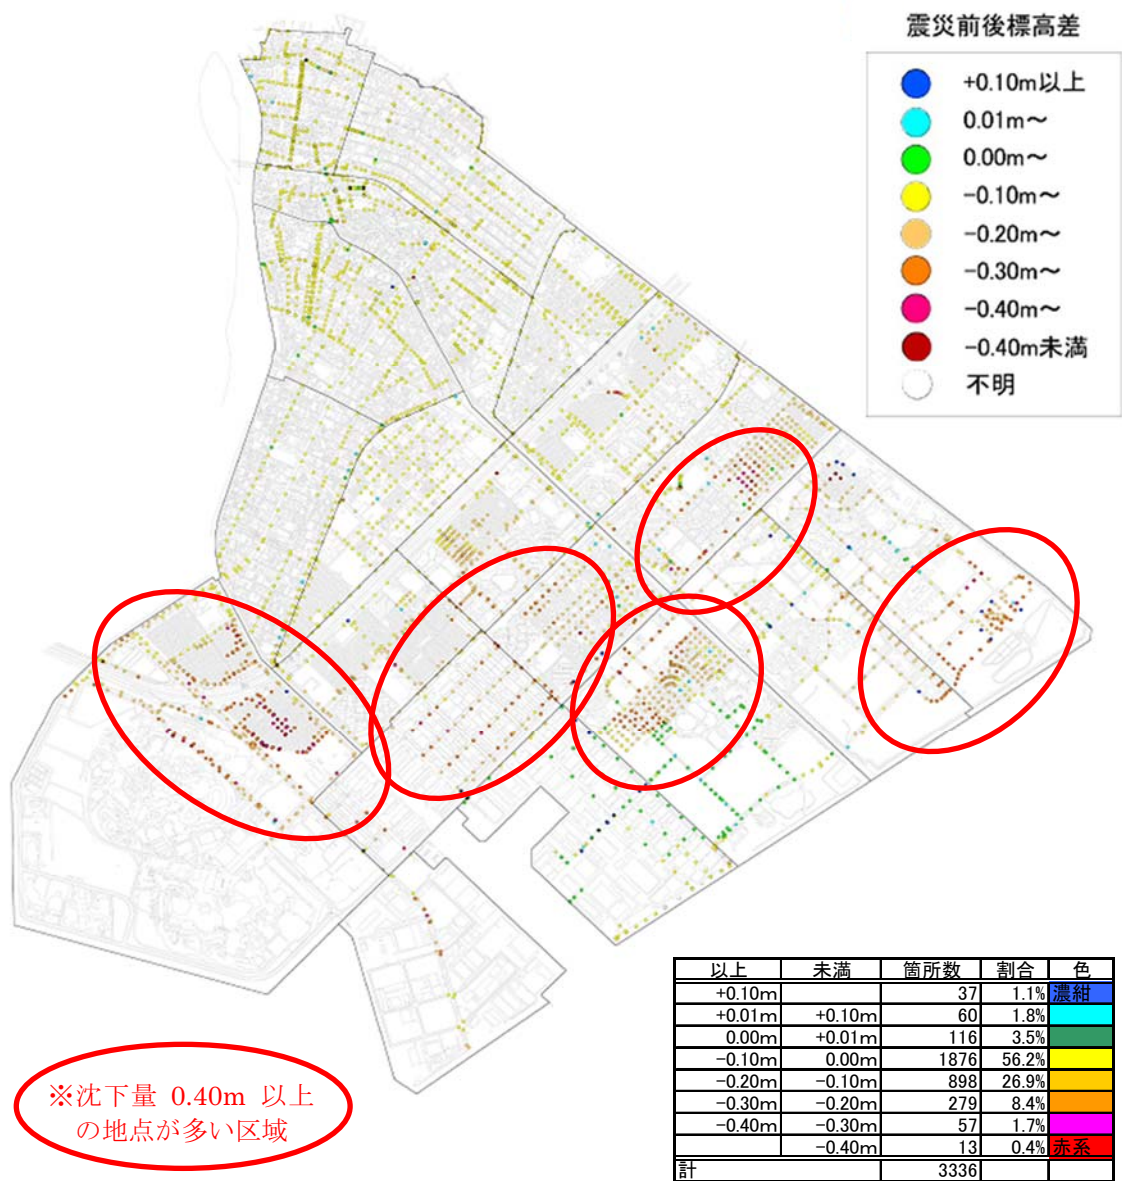 震災前後標高差
+0.10m以上
0.01m～
0.00m～
-0.10m～
-0.20m～
-0.30m～
-0.40m～
-0.40m未満
不明
以上 未満 箇所数 割合 色
+0.10m 37 1.1% 濃紺
+0.01m +0.10m 60 1.8%
0.00m +0.01m 116 3.5%
-0.10m 0.00m 1876 56.2%
-0.20m -0.10m 898 26.9%
-0.30m -0.20m 279 8.4%
-0.40m -0.30m 57 1.7%
-0.40m 13 0.4% 赤系
計 3336
※沈下量 0.40m 以上
の地点が多い区域